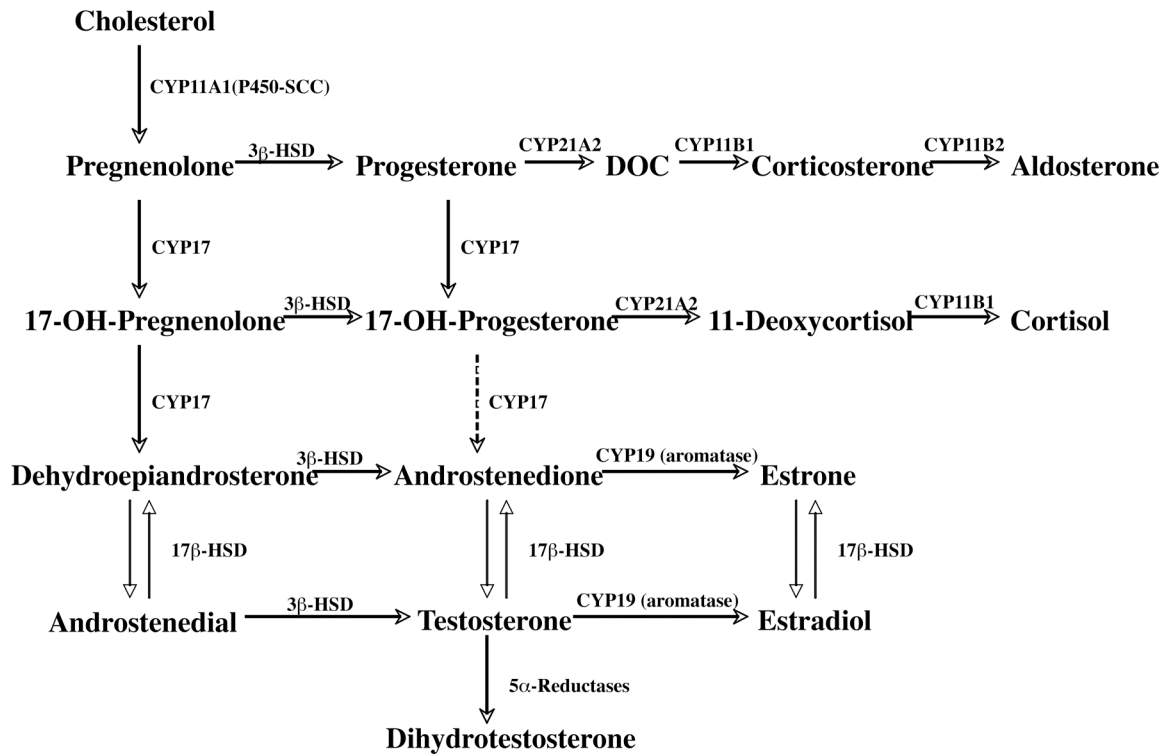 Cholesterol
CYP11A1(P450-SCC)
3β-HSD
CYP21A2
CYP11B1
CYP11B2
Pregnenolone
Progesterone
DOC
Corticosterone
Aldosterone
CYP17
CYP17
3β-HSD
CYP21A2
CYP11B1
17-OH-Pregnenolone
17-OH-Progesterone
11-Deoxycortisol
Cortisol
CYP17
CYP17
3β-HSD
CYP19 (aromatase)
Dehydroepiandrosterone
Androstenedione
Estrone
17β-HSD
17β-HSD
17β-HSD
3β-HSD
CYP19 (aromatase)
Androstenedial
Testosterone
Estradiol
5α-Reductases
Dihydrotestosterone